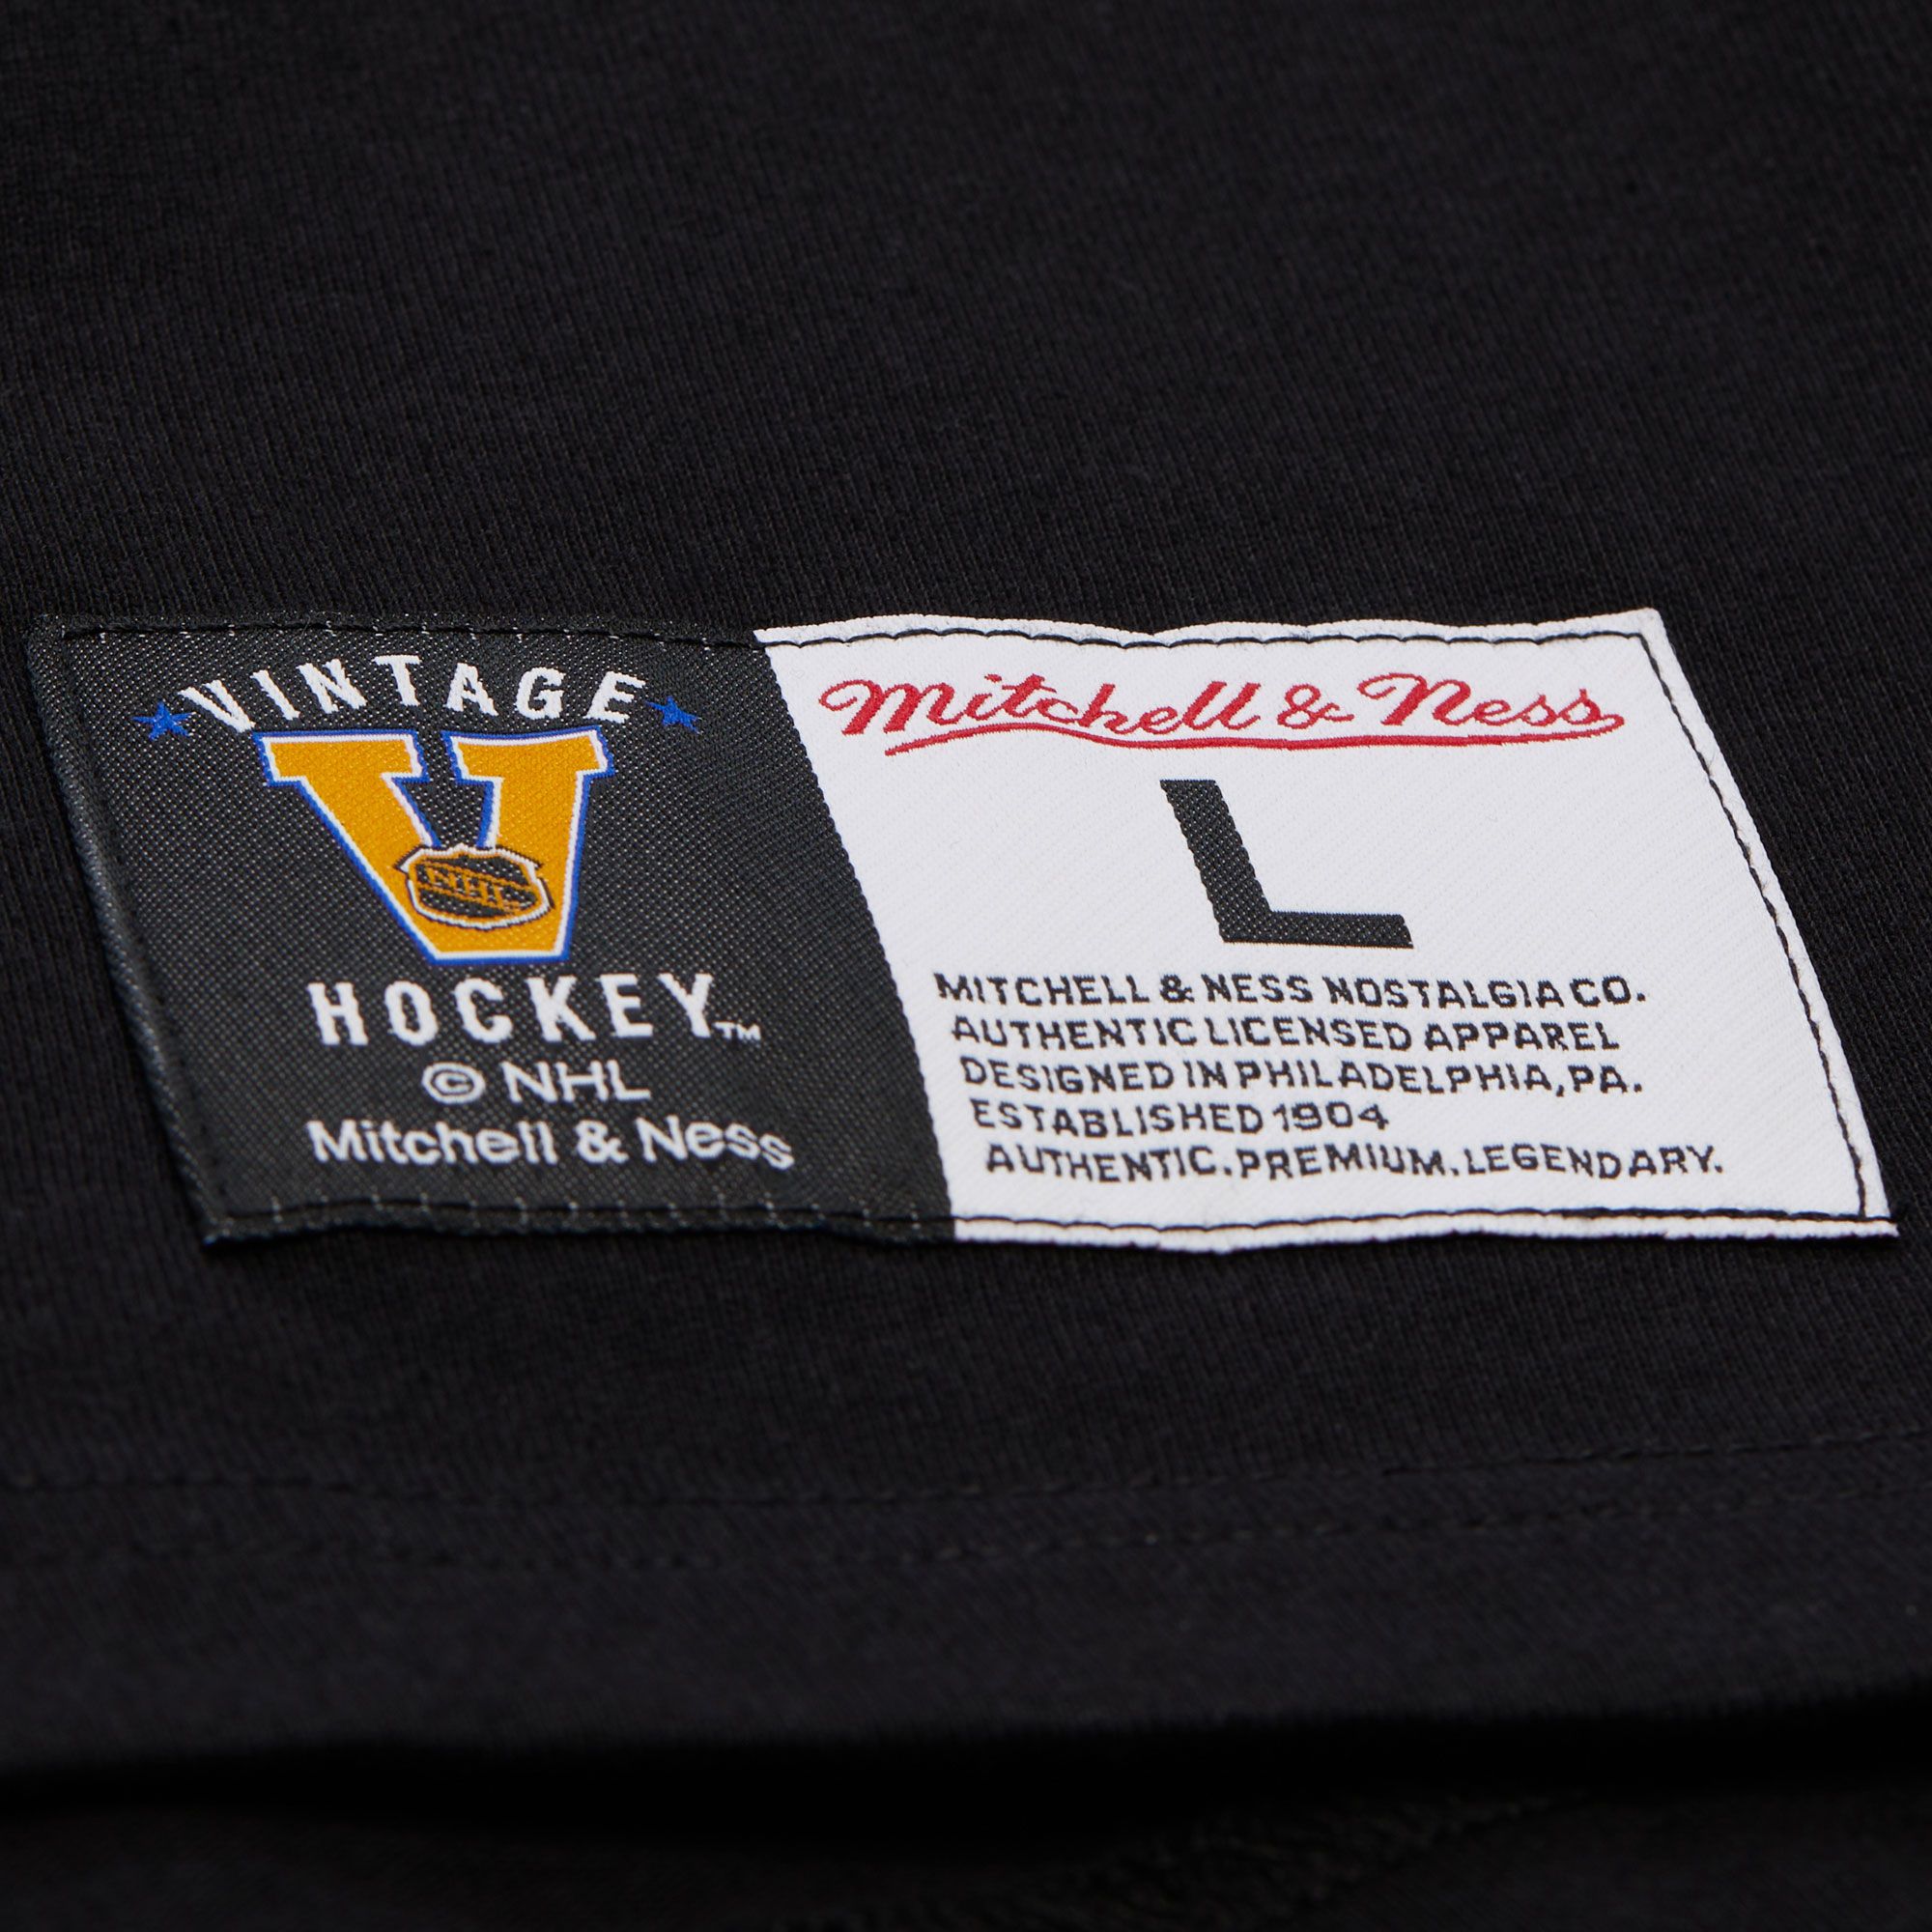 VINTAGE
V
NHL
HOCKEY™
© NHL
Mitchell & Ness
Mitchell & Ness
L
MITCHELL & NESS NOSTALGIA CO.
AUTHENTIC LICENSED APPAREL
DESIGNED IN PHILADELPHIA, PA.
ESTABLISHED 1904
AUTHENTIC. PREMIUM. LEGENDARY.